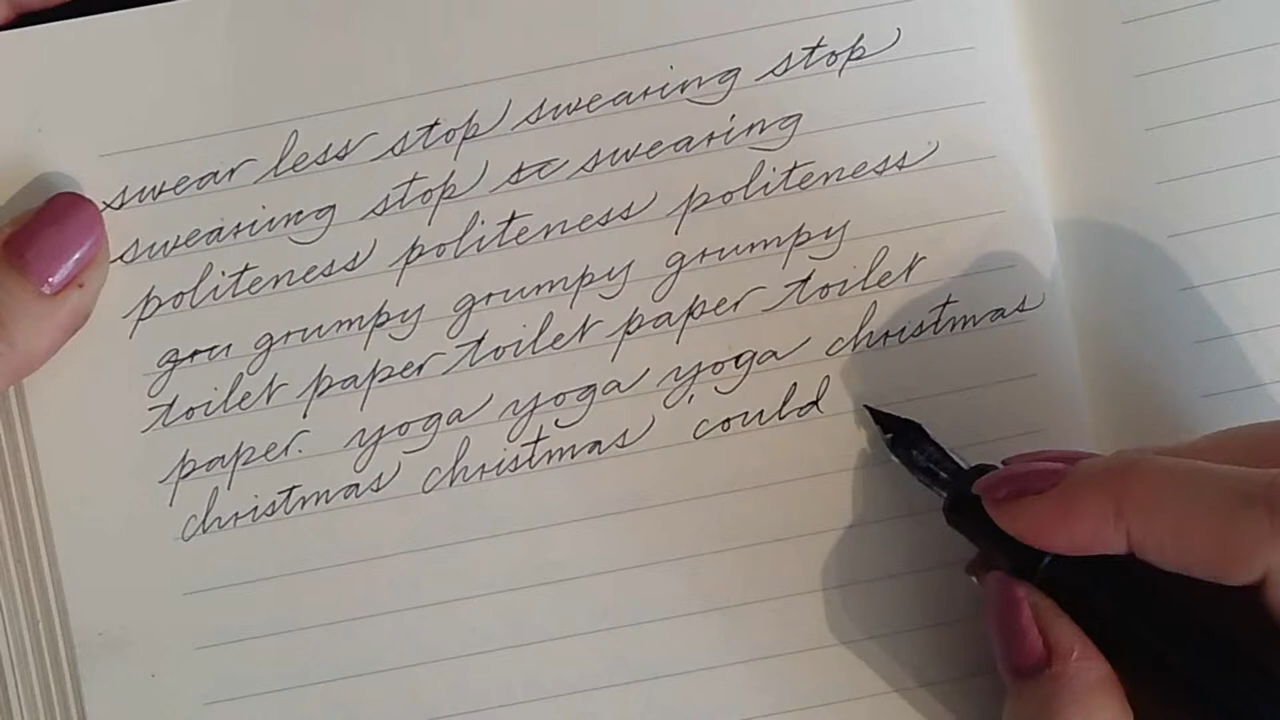 swear less stop swearing stop
swearing stop sc swearing
politeness politeness politeness
gru grumpy grumpy grumpy
toilet paper toilet paper toilet
paper. yoga yoga yoga christmas
christmas christmas could